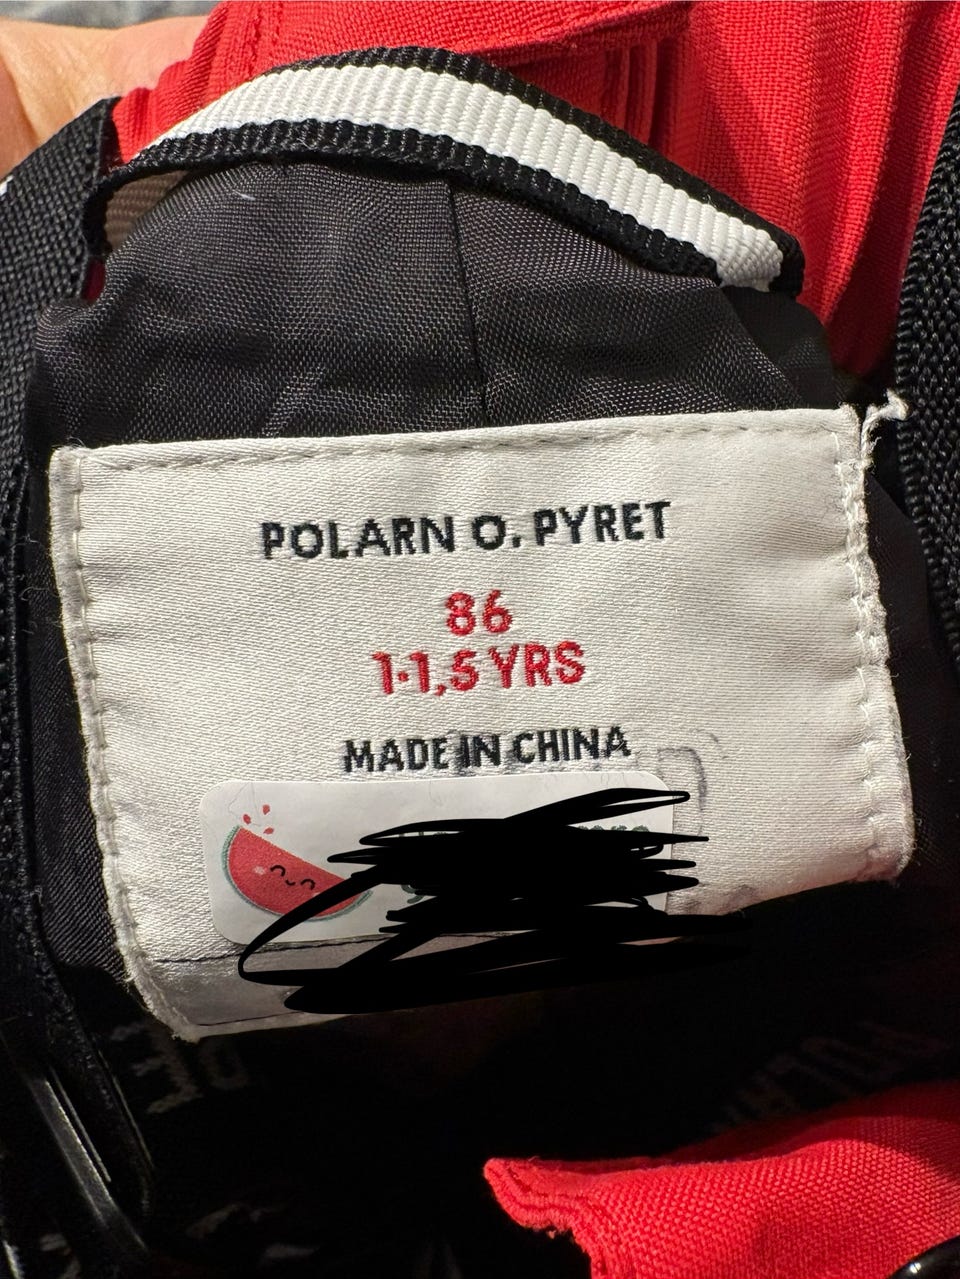 POLARN O. PYRET
86
1-1,5 YRS
MADE IN CHINA